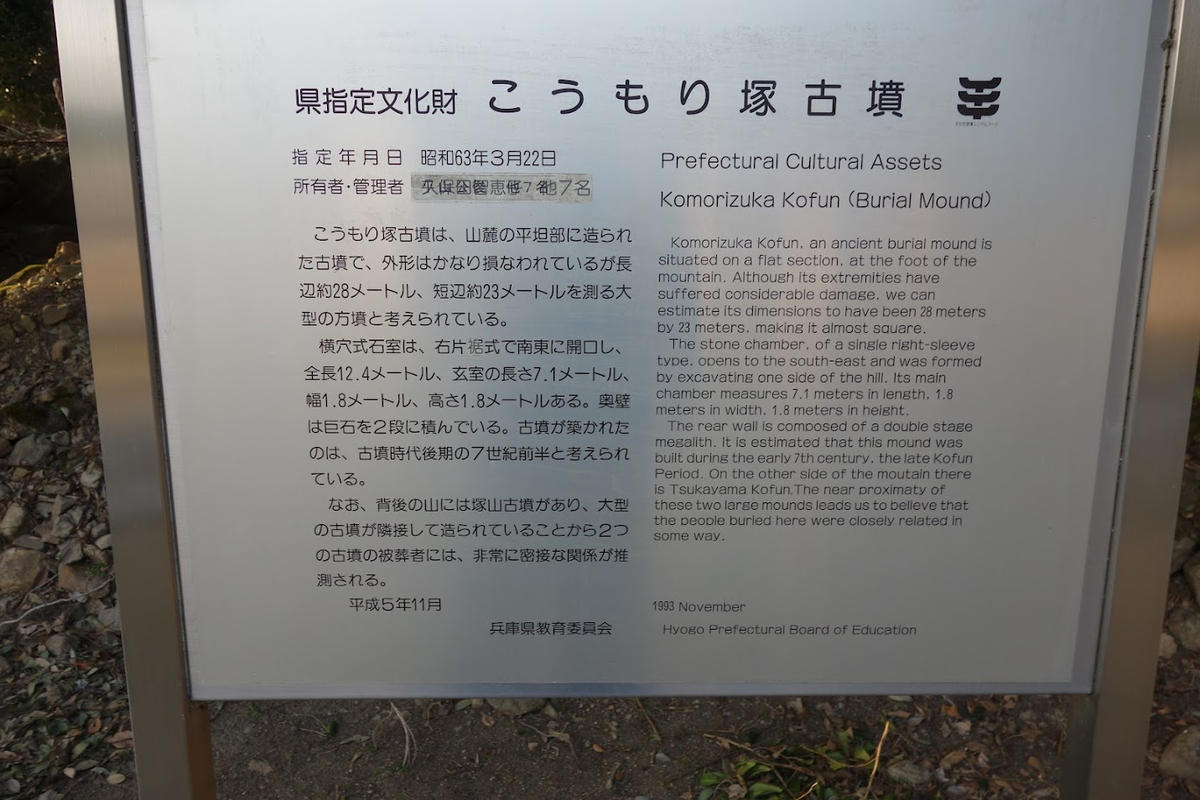 県指定文化財 こうもり塚古墳
指定年月日 昭和63年3月22日
所有者・管理者 他7名
こうもり塚古墳は、山麓の平坦部に造られ
た古墳で、外形はかなり損なわれているが長
辺約28メートル、短辺約23メートルを測る大
型の方墳と考えられている。
横穴式石室は、右片裾式で南東に開口し、
全長12.4メートル、玄室の長さ7.1メートル、
幅1.8メートル、高さ1.8メートルある。奥壁
は巨石を2段に積んでいる。古墳が築かれた
のは、古墳時代後期の7世紀前半と考えられ
ている。
なお、背後の山には塚山古墳があり、大型
の古墳が隣接して造られていることから2つ
の古墳の被葬者には、非常に密接な関係が推
測される。
平成5年11月
兵庫県教育委員会
Prefectural Cultural Assets
Komorizuka Kofun (Burial Mound)
Komorizuka Kofun, an ancient burial mound is
situated on a flat section, at the foot of the
mountain. Although its extremities have
suffered considerable damage, we can
estimate its dimensions to have been 28 meters
by 23 meters, making it almost square.
The stone chamber, of a single right-sleeve
type, opens to the south-east and was formed
by excavating one side of the hill. Its main
chamber measures 7.1 meters in length, 1.8
meters in width, 1.8 meters in height.
The rear wall is composed of a double stage
megalith. It is estimated that this mound was
built during the early 7th century, the late Kofun
Period. On the other side of the moutain there
is Tsukayama Kofun.The near proximaty of
these two large mounds leads us to believe that
the people buried here were closely related in
some way.
1993 November
Hyogo Prefectural Board of Education